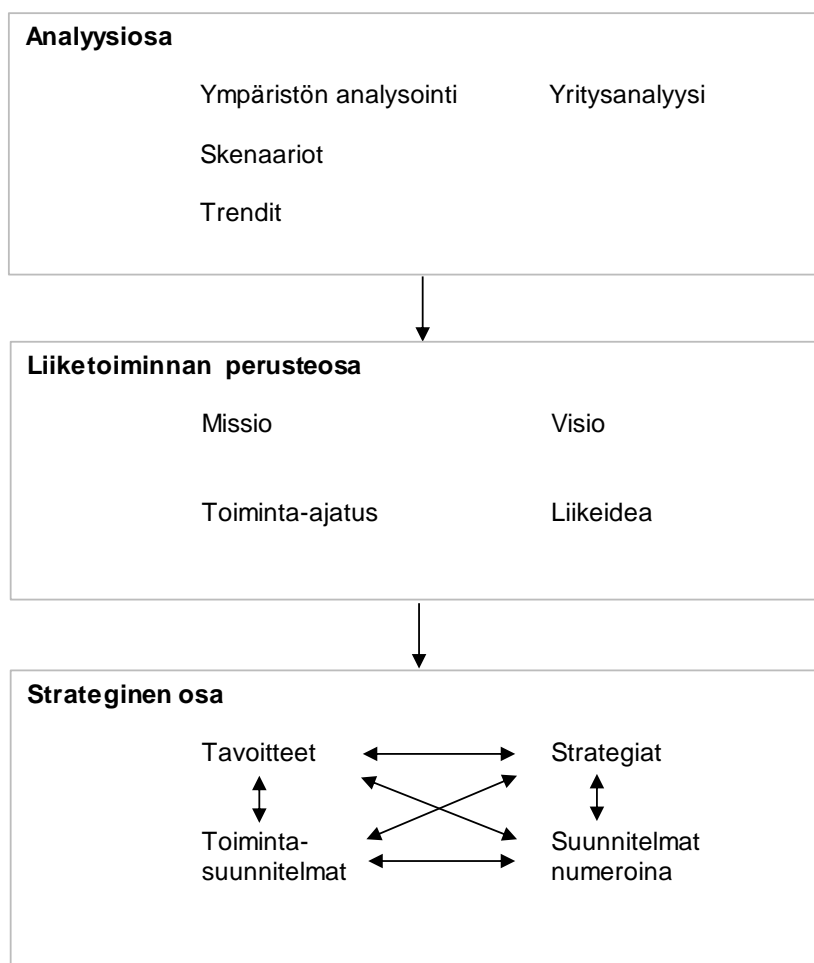 Analyysiosa
Ympäristön analysointi Yritysanalyysi
Skenaariot
Trendit
Liiketoiminnan perusteosa
Missio Visio
Toiminta-ajatus Liikeidea
Strateginen osa
Tavoitteet Strategiat
Toiminta- Suunnitelmat
suunnitelmat numeroina